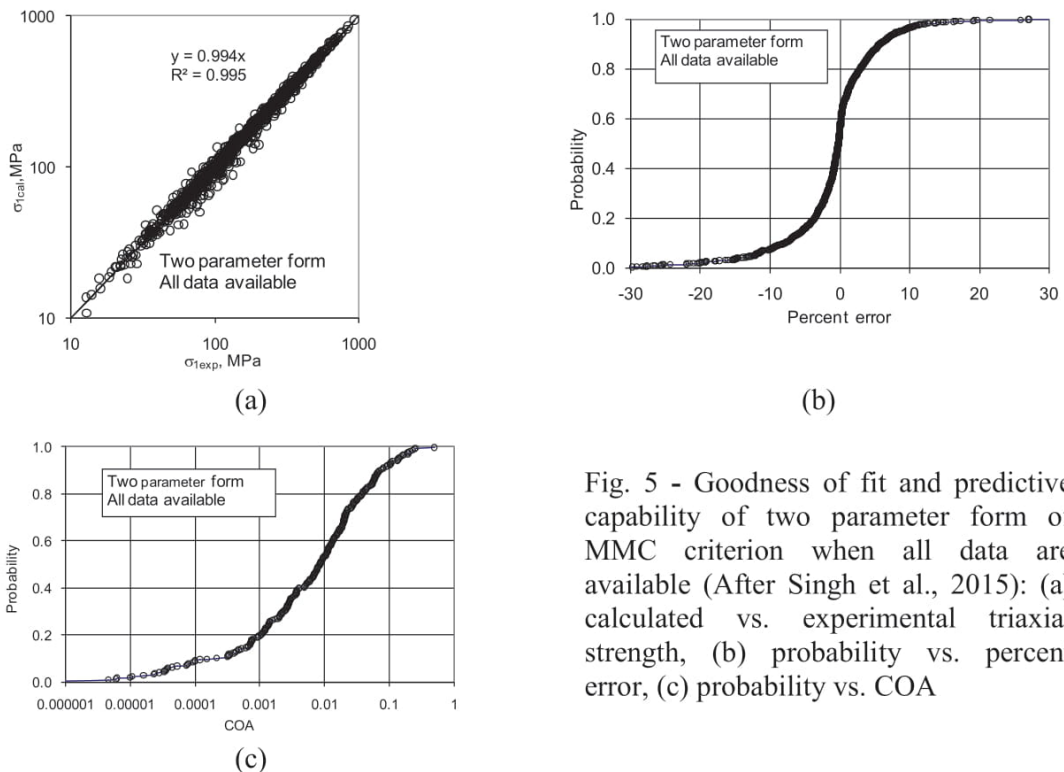 1000
y = 0.994x
R² = 0.995
σ1cal,MPa
100
Two parameter form
All data available
10
10
100
1000
σ1exp, MPa
(a)
1.0
Two parameter form
All data available
0.8
0.6
Probability
0.4
0.2
0.0
-30
-20
-10
0
10
20
30
Percent error
(b)
1.0
Two parameter form
All data available
0.8
0.6
Probability
0.4
0.2
0.0
0.000001
0.00001
0.0001
0.001
0.01
0.1
1
COA
(c)
Fig. 5 - Goodness of fit and predictive
capability of two parameter form o
MMC criterion when all data are
available (After Singh et al., 2015): (a
calculated vs. experimental triaxia
strength, (b) probability vs. percen
error, (c) probability vs. COA